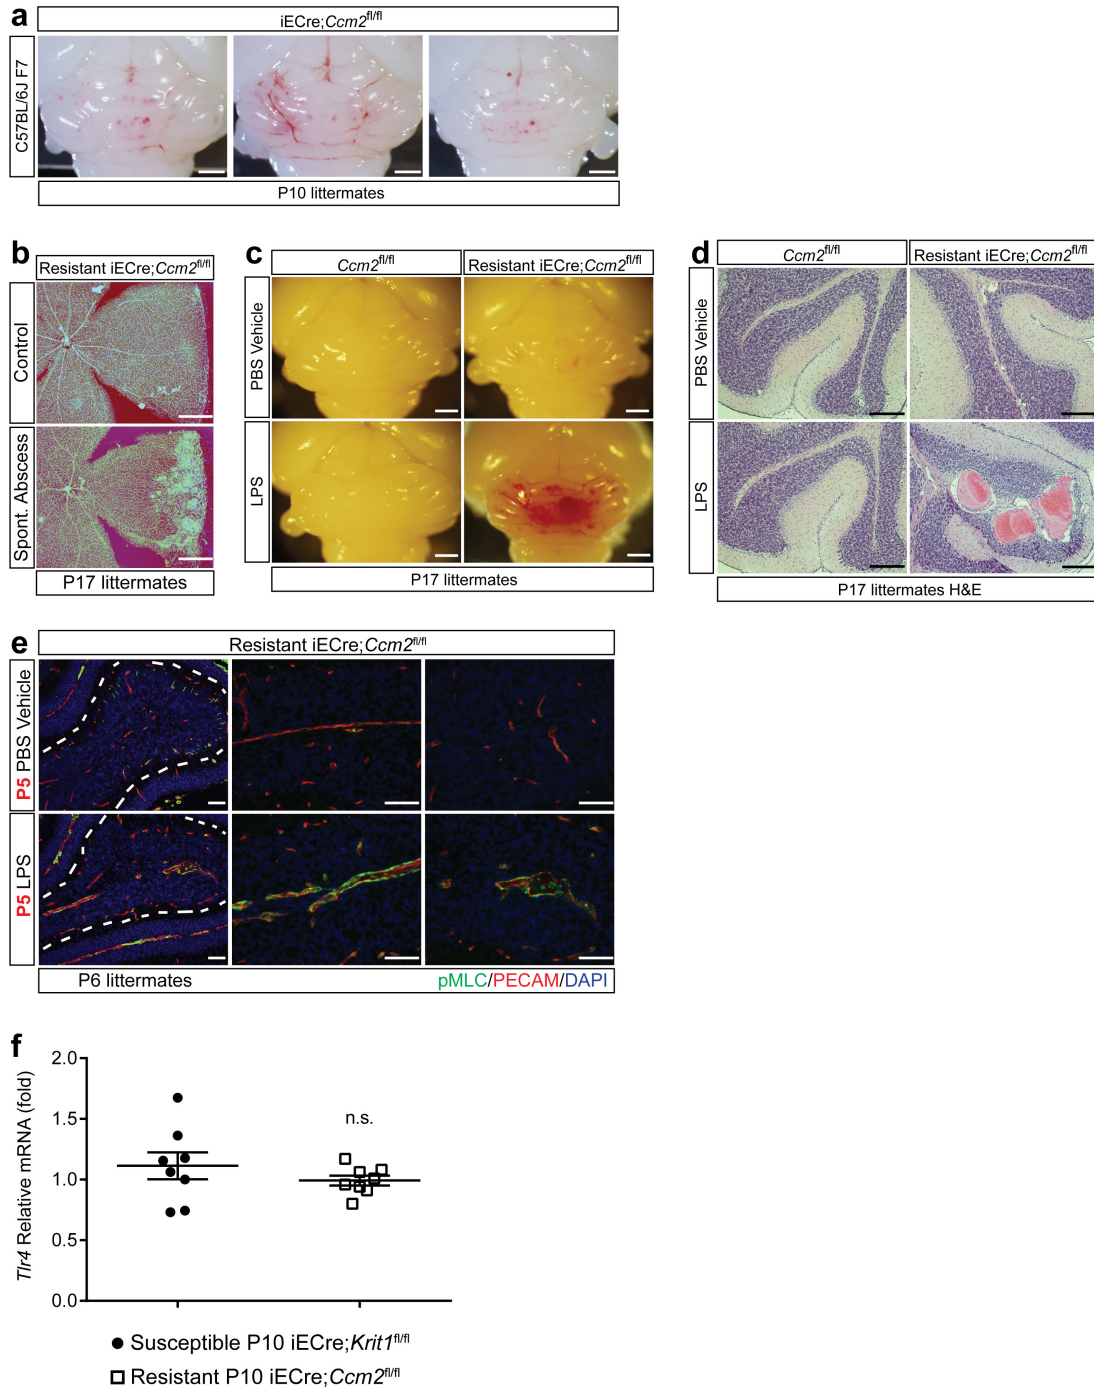 a
iECre;Ccm2fl/fl
C57BL/6J F7
P10 littermates
b
Resistant iECre;Ccm2fl/fl
Control
Spont. Abscess
P17 littermates
c
Ccm2fl/fl
Resistant iECre;Ccm2fl/fl
PBS Vehicle
LPS
P17 littermates
d
Ccm2fl/fl
Resistant iECre;Ccm2fl/fl
PBS Vehicle
LPS
P17 littermates H&E
e
Resistant iECre;Ccm2fl/fl
P5 PBS Vehicle
P5 LPS
P6 littermates
pMLC/PECAM/DAPI
f
Tlr4 Relative mRNA (fold)
2.0
1.5
1.0
0.5
0.0
n.s.
Susceptible P10 iECre;Krit1fl/fl
Resistant P10 iECre;Ccm2fl/fl